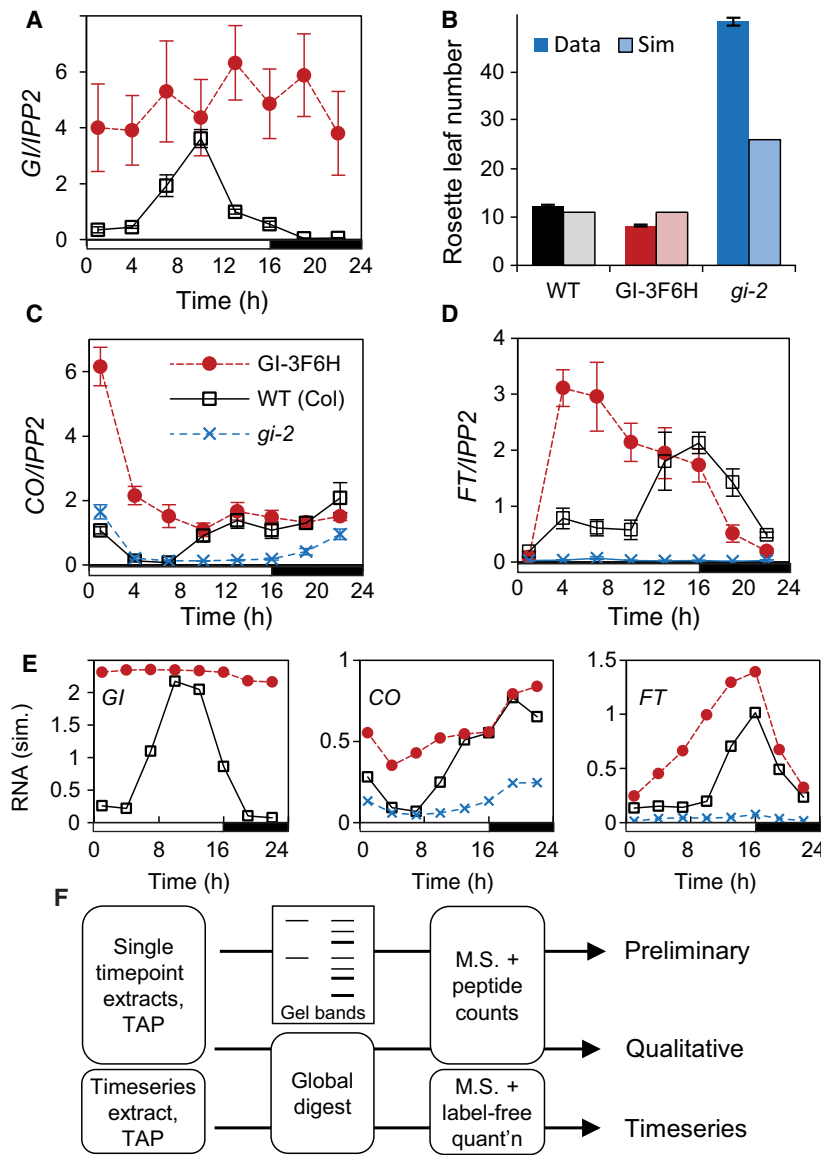 A
GI/IPP2
6
4
2
0
0 4 8 12 16 20 24
Time (h)
B
Rosette leaf number
Data Sim
40
30
20
10
0
WT GI-3F6H gi-2
C
CO/IPP2
6
4
2
0
GI-3F6H
WT (Col)
gi-2
0 4 8 12 16 20 24
Time (h)
D
FT/IPP2
4
3
2
1
0
0 4 8 12 16 20 24
Time (h)
E
RNA (sim.)
2
1
0
GI
0 8 16 24
Time (h)
1
0.5
0
CO
0 8 16 24
Time (h)
1.5
1
0.5
0
FT
0 8 16 24
Time (h)
F
Single
timepoint
extracts,
TAP
Gel bands
M.S. +
peptide
counts
Preliminary
Qualitative
Timeseries
extract,
TAP
Global
digest
M.S. +
label-free
quant'n
Timeseries